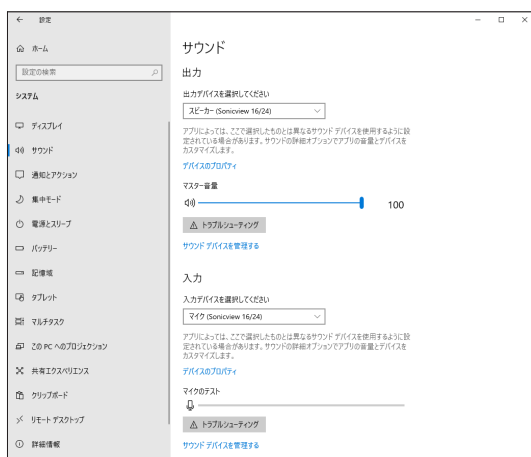 設定
ホーム
設定の検索
システム
ディスプレイ
サウンド
通知とアクション
集中モード
電源とスリープ
バッテリー
記憶域
タブレット
マルチタスク
この PC へのプロジェクション
共有エクスペリエンス
クリップボード
リモート デスクトップ
詳細情報
サウンド
出力
出力デバイスを選択してください
スピーカー (Sonicview 16/24)
アプリによっては、ここで選択したものとは異なるサウンド デバイスを使用するように設
定されている場合があります。サウンドの詳細オプションでアプリの音量とデバイスを
カスタマイズします。
デバイスのプロパティ
マスター音量
100
トラブルシューティング
サウンド デバイスを管理する
入力
入力デバイスを選択してください
マイク (Sonicview 16/24)
アプリによっては、ここで選択したものとは異なるサウンド デバイスを使用するように設
定されている場合があります。サウンドの詳細オプションでアプリの音量とデバイスを
カスタマイズします。
デバイスのプロパティ
マイクのテスト
トラブルシューティング
サウンド デバイスを管理する